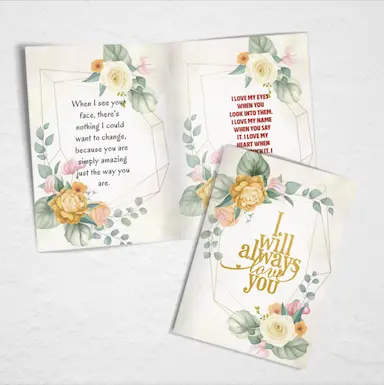 When I see your
face, there's
nothing I could
want to change,
because you are
simply amazing
just the way you
are.
I LOVE MY EYES
WHEN YOU
LOOK INTO THEM.
I LOVE MY NAME
WHEN YOU SAY
IT. I LOVE MY
HEART WHEN
IT. I
I
will
always
love
you